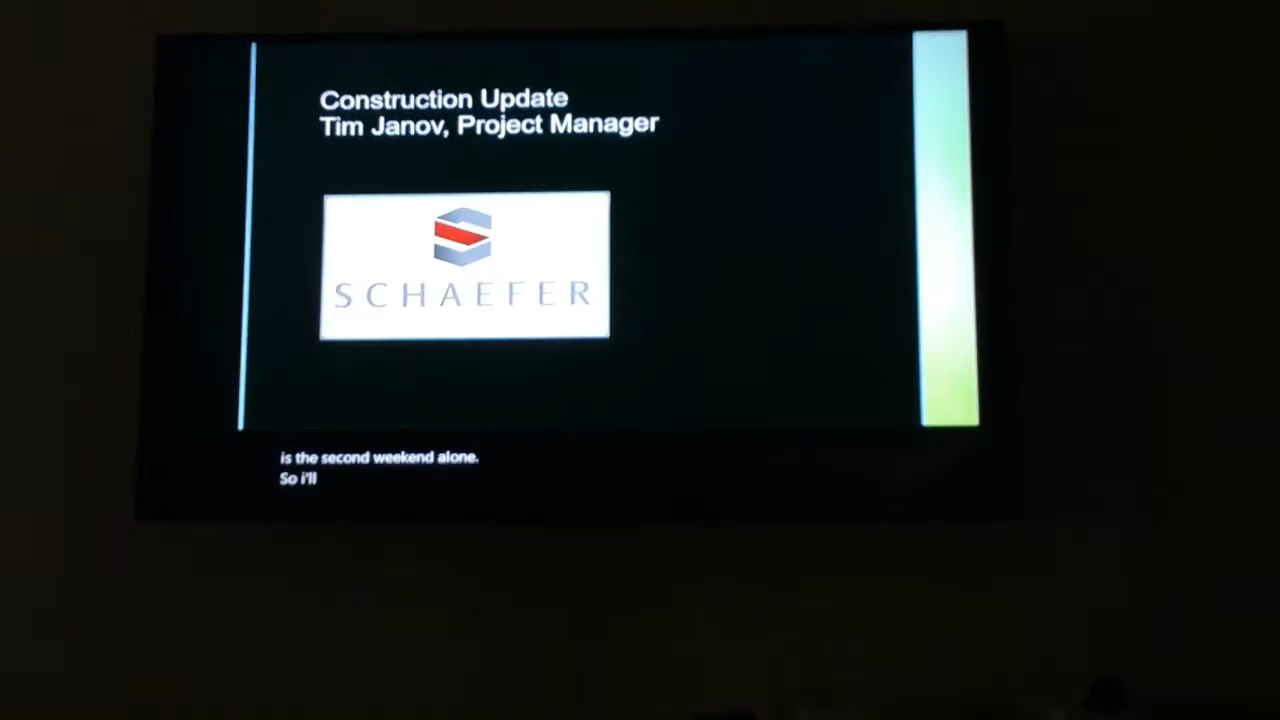 Construction Update
Tim Janov, Project Manager
SCHAEFER
is the second weekend alone.
So i'll